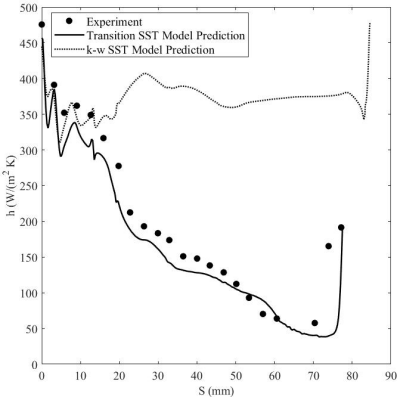 Experiment
Transition SST Model Prediction
k-w SST Model Prediction
500
450
400
350
300
250
200
150
100
50
0
h (W/(m² K)
0 10 20 30 40 50 60 70 80 90
S (mm)